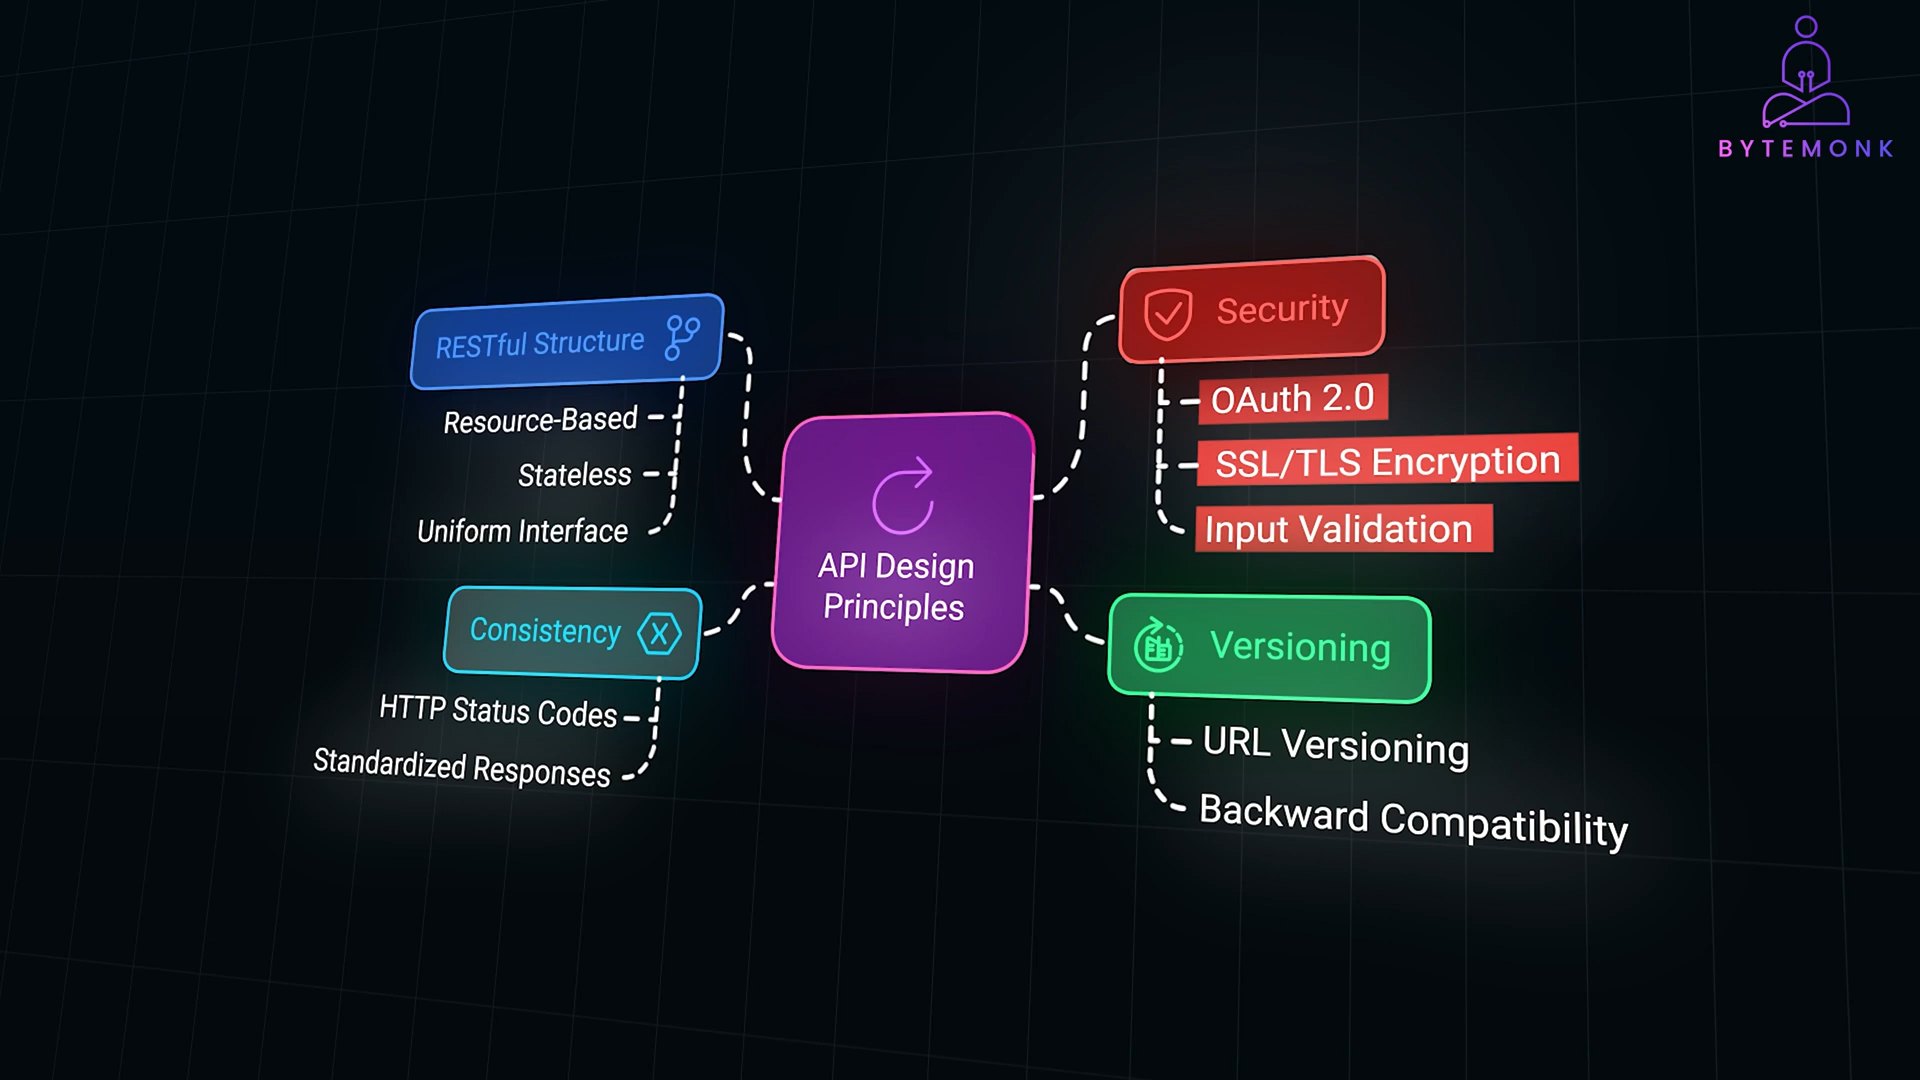 BYTEMONK
RESTful Structure
Resource-Based
Stateless
Uniform Interface
Consistency
HTTP Status Codes
Standardized Responses
API Design
Principles
Security
OAuth 2.0
SSL/TLS Encryption
Input Validation
Versioning
URL Versioning
Backward Compatibility